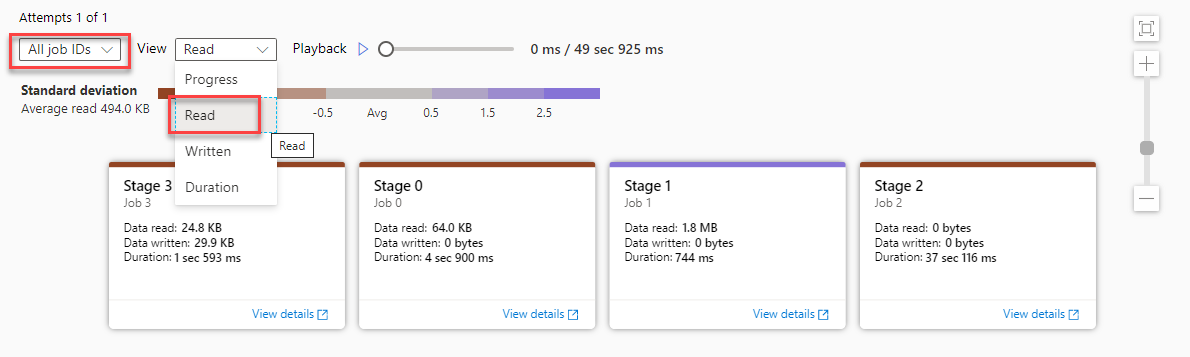 Attempts 1 of 1
All job IDs View Read Playback 0 ms / 49 sec 925 ms
Progress
Read
Written
Duration
Read
Standard deviation
Average read 494.0 KB
-0.5 Avg 0.5 1.5 2.5
Stage 3
Job 3
Data read: 24.8 KB
Data written: 29.9 KB
Duration: 1 sec 593 ms
View details
Stage 0
Job 0
Data read: 64.0 KB
Data written: 0 bytes
Duration: 4 sec 900 ms
View details
Stage 1
Job 1
Data read: 1.8 MB
Data written: 0 bytes
Duration: 744 ms
View details
Stage 2
Job 2
Data read: 0 bytes
Data written: 0 bytes
Duration: 37 sec 116 ms
View details